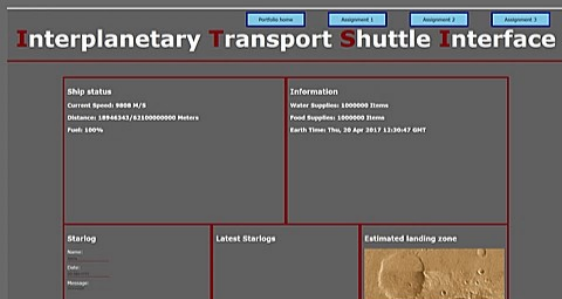 Portfolio home
Assignment 1
Assignment 2
Assignment 3
Interplanetary Transport Shuttle Interface
Ship status
Current Speed: 9808 M/S
Distance: 18946343/62100000000 Meters
Fuel: 100%
Information
Water Supplies: 1000000 Items
Food Supplies: 1000000 Items
Earth Time: Thu, 20 Apr 2017 12:30:47 GMT
Starlog
Name:
Date:
Message:
Latest Starlogs
Estimated landing zone